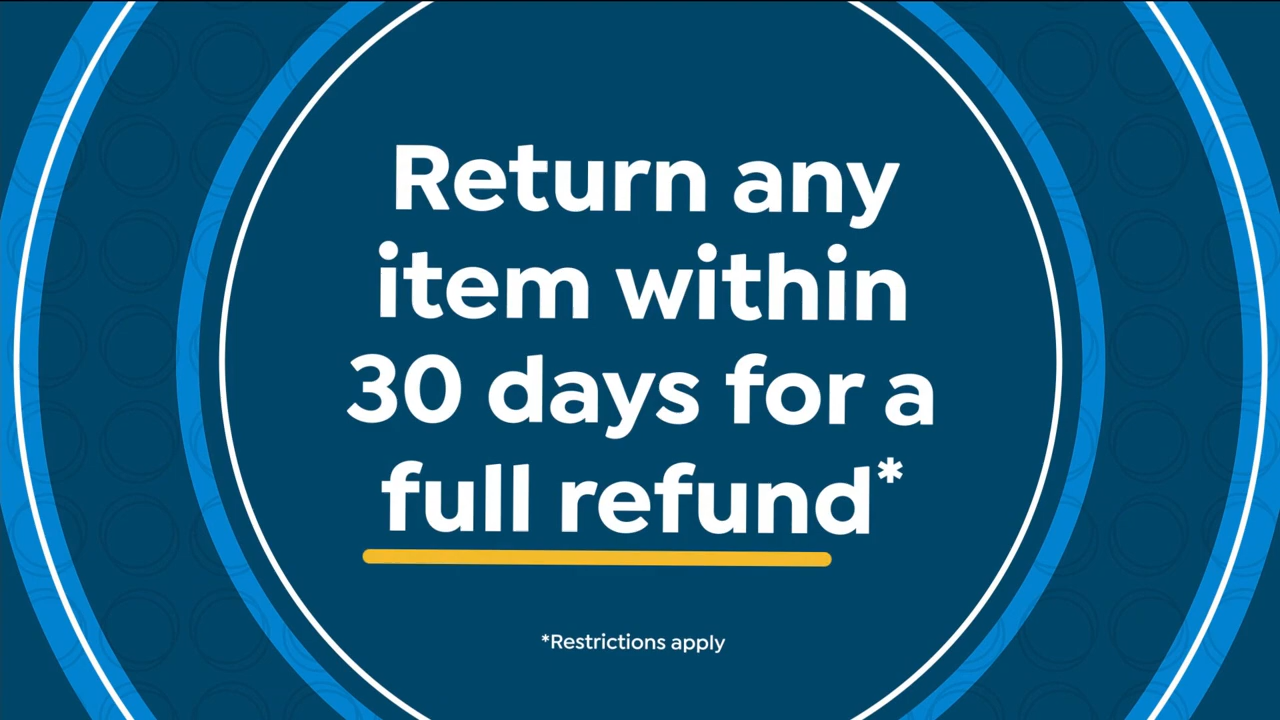 Return any
item within
30 days for a
full refund*
*Restrictions apply